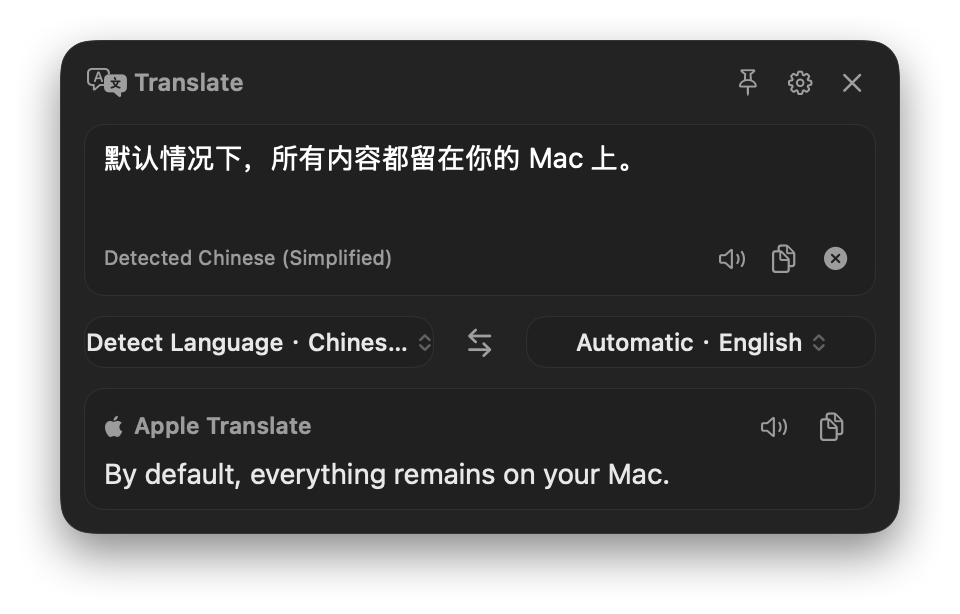 Translate
默认情况下，所有内容都留在你的 Mac 上。
Detected Chinese (Simplified)
Detect Language · Chines...
Automatic · English
Apple Translate
By default, everything remains on your Mac.